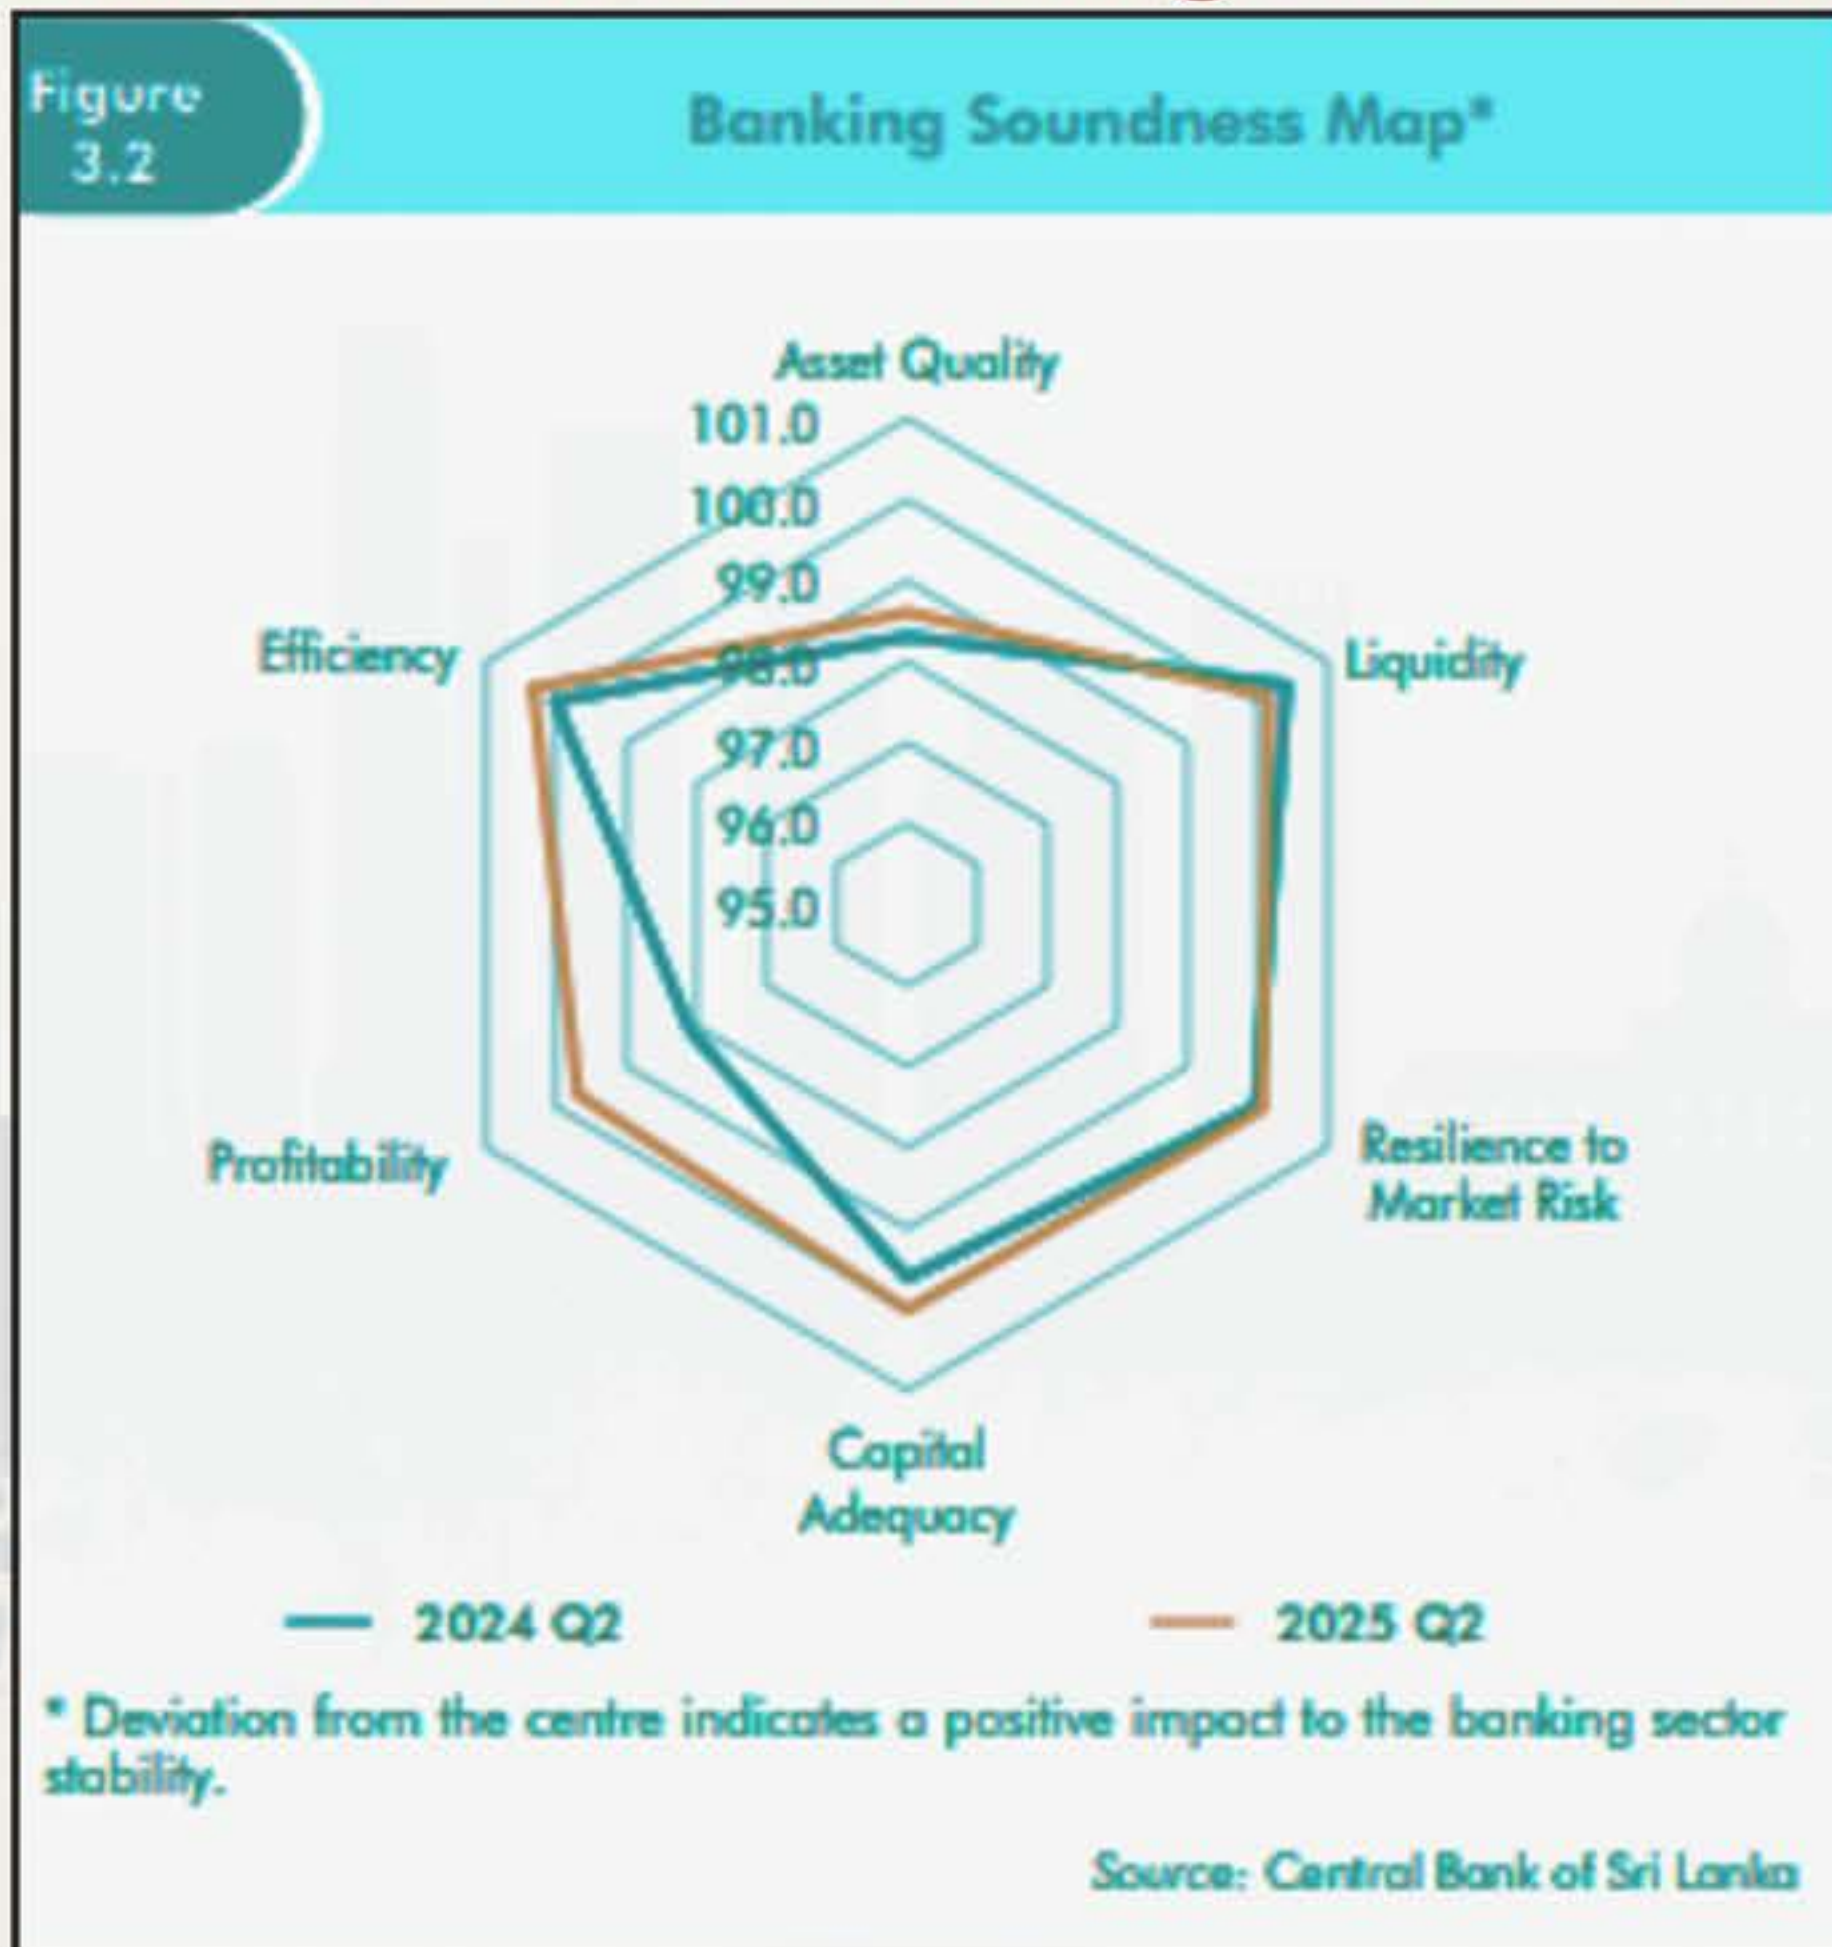 Figure
3.2
Banking Soundness Map*
Asset Quality
101.0
100.0
99.0
98.0
97.0
96.0
95.0
Efficiency
Liquidity
Profitability
Resilience to
Market Risk
Capital
Adequacy
2024 Q2
2025 Q2
* Deviation from the centre indicates a positive impact to the banking sector
stability.
Source: Central Bank of Sri Lanka